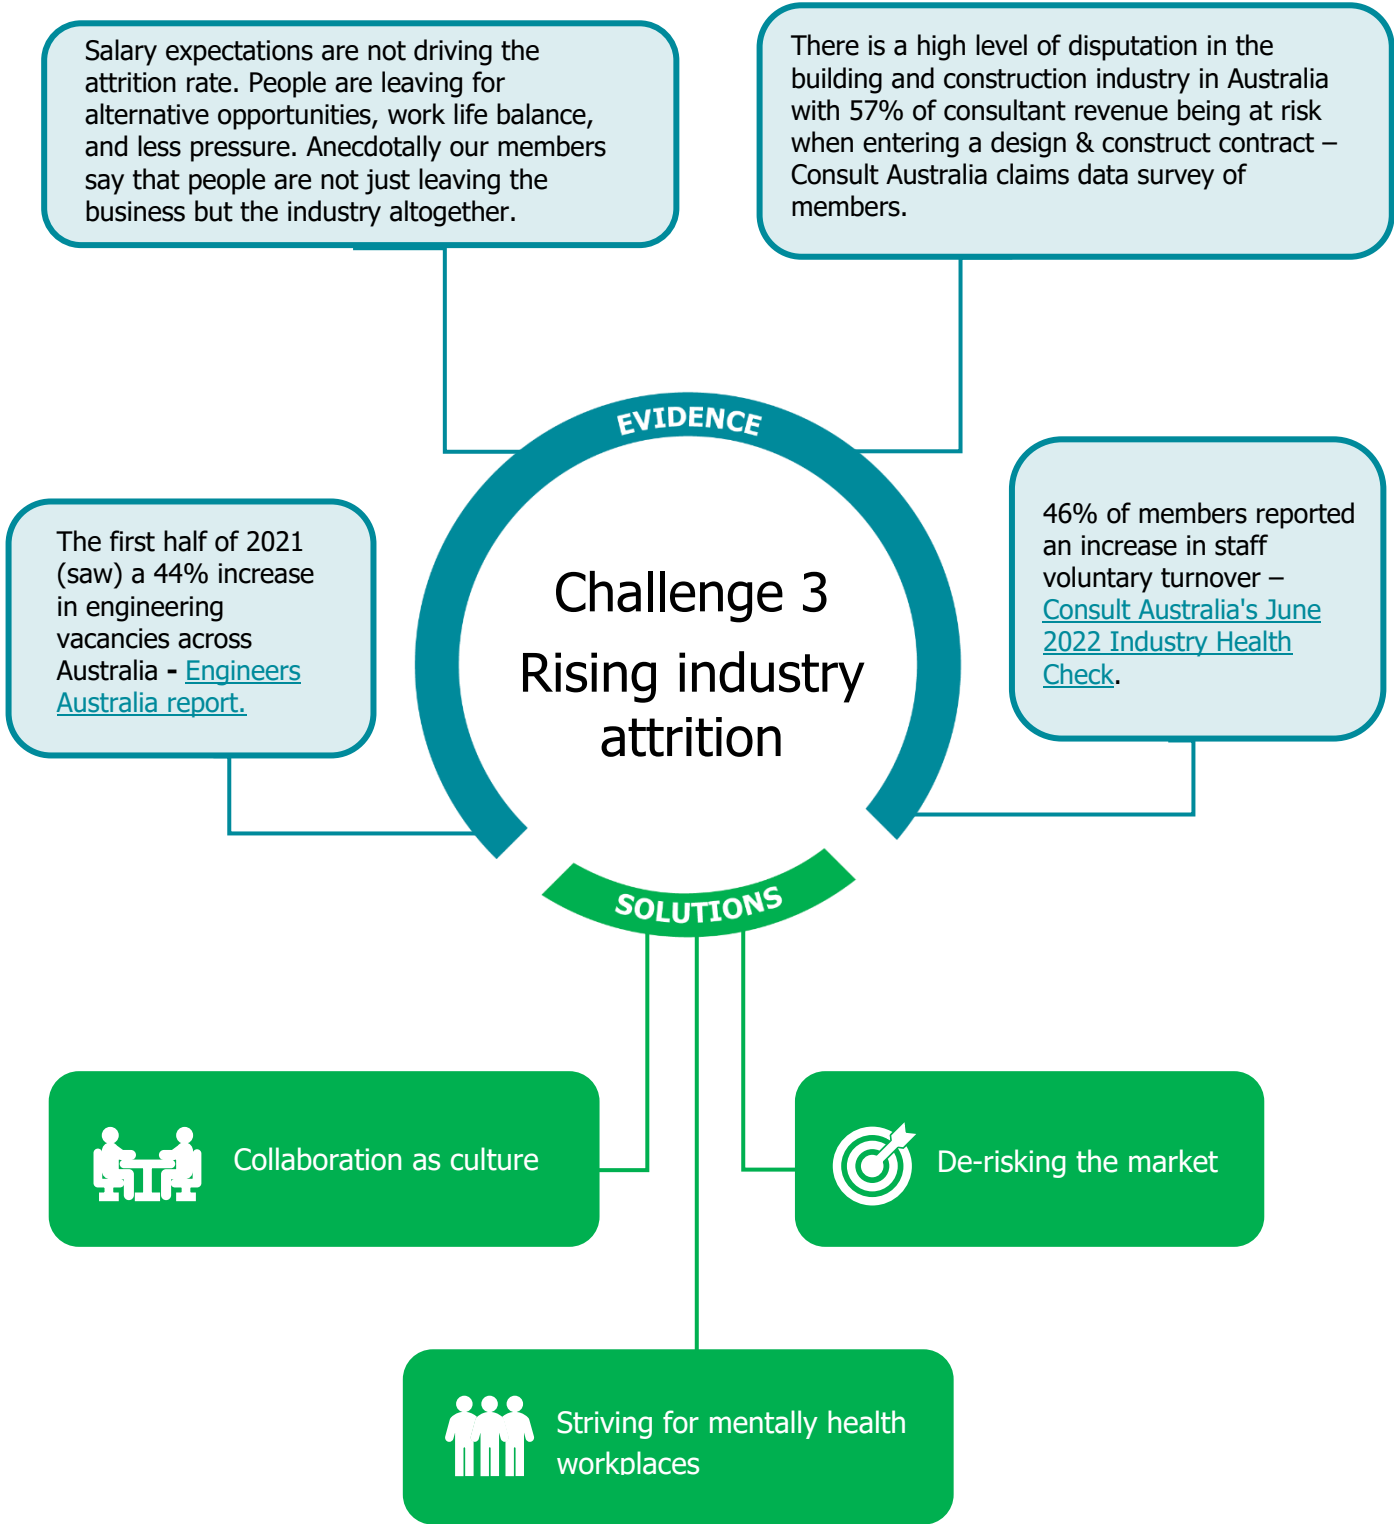 Salary expectations are not driving the
attrition rate. People are leaving for
alternative opportunities, work life balance,
and less pressure. Anecdotally our members
say that people are not just leaving the
business but the industry altogether.
There is a high level of disputation in the
building and construction industry in Australia
with 57% of consultant revenue being at risk
when entering a design & construct contract –
Consult Australia claims data survey of
members.
EVIDENCE
The first half of 2021
(saw) a 44% increase
in engineering
vacancies across
Australia - Engineers
Australia report.
Challenge 3
Rising industry
attrition
46% of members reported
an increase in staff
voluntary turnover –
Consult Australia's June
2022 Industry Health
Check.
SOLUTIONS
Collaboration as culture
De-risking the market
Striving for mentally health
workplaces